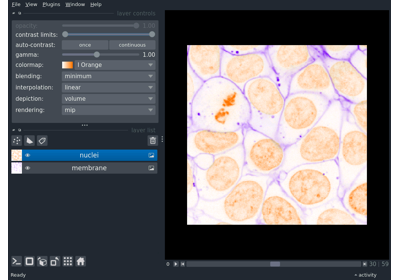 File View Plugins Window Help
layer controls
opacity: 1.00
contrast limits:
auto-contrast: once continuous
gamma: 1.00
colormap: I Orange
blending: minimum
interpolation: linear
depiction: volume
rendering: mip
layer list
nuclei
membrane
30 59
Ready activity